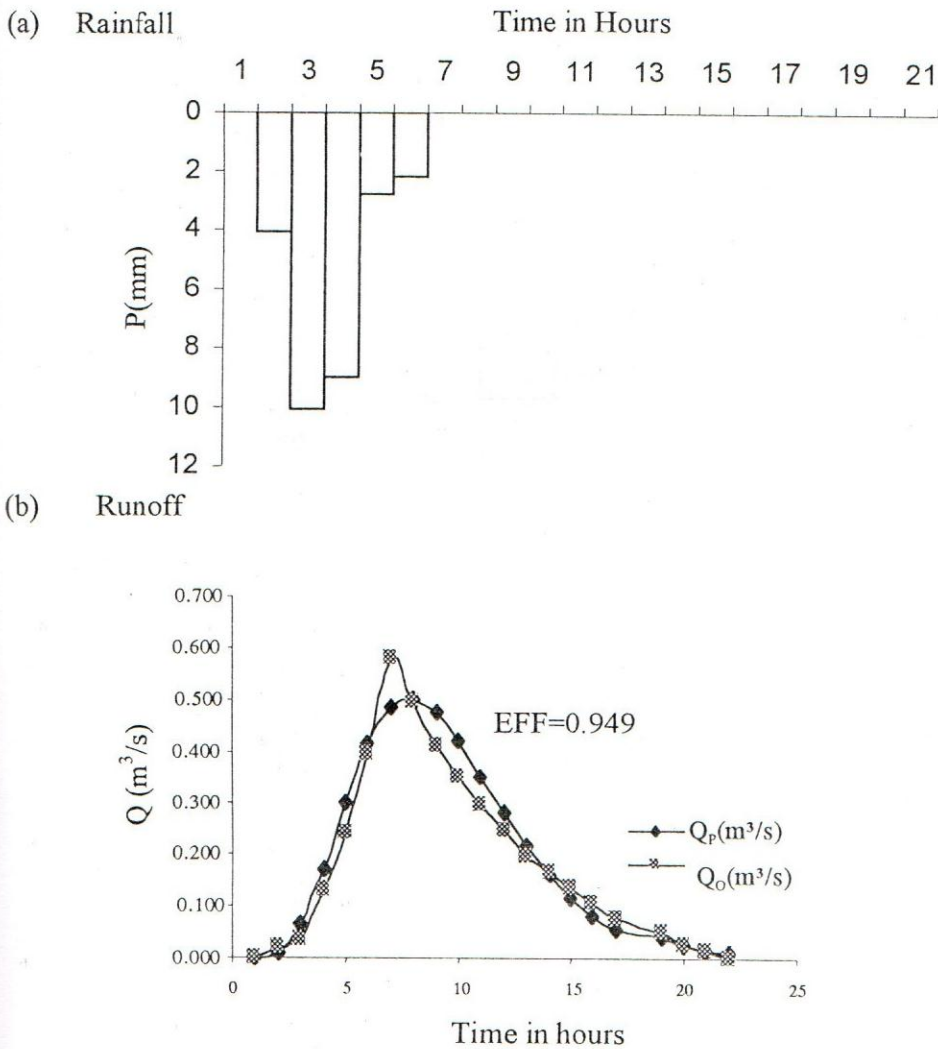 (a) Rainfall Time in Hours
1 3 5 7 9 11 13 15 17 19 21
0
2
4
6
8
10
12
P(mm)
(b) Runoff
0.700
0.600
0.500
0.400
0.300
0.200
0.100
0.000
Q (m³/s)
EFF=0.949
Qₚ(m³/s)
Qₒ(m³/s)
0 5 10 15 20 25
Time in hours